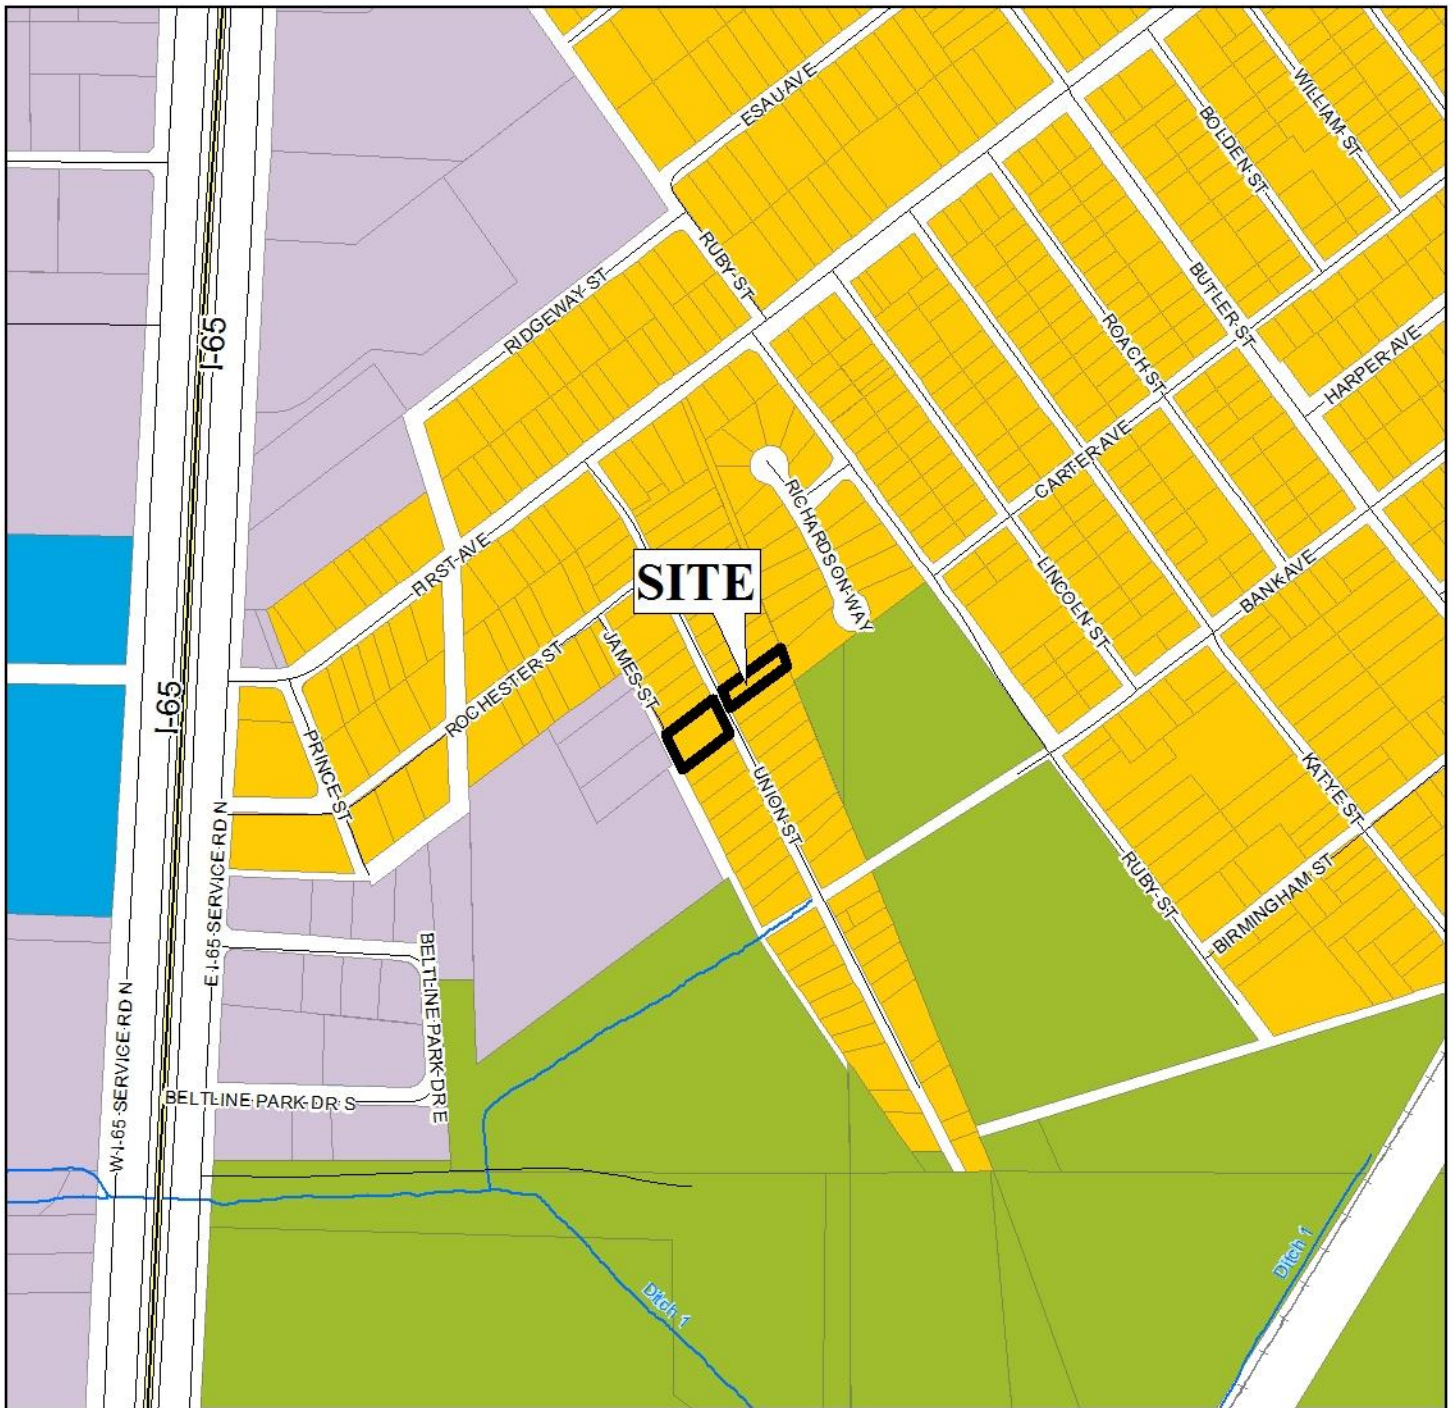 WILLIAM ST
ESAU AVE
BOLDEN ST
RUBY ST
RIDGEWAY ST
BUTLER ST
I-65
ROACH ST
HARPER AVE
CARTER AVE
RICHARDSON WAY
FIRST AVE
SITE
LINCOLN ST
BANK AVE
JAMES ST
ROCHESTER ST
I-65
PRINCE ST
UNION ST
KATYE ST
E I-65 SERVICE RD N
RUBY ST
BIRMINGHAM ST
BELTLINE PARK DR E
W I-65 SERVICE RD N
BELTLINE PARK DR S
Ditch 1
Ditch 1